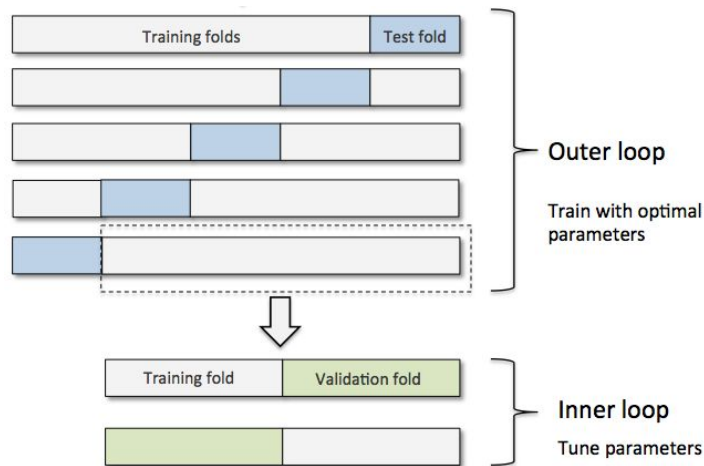 Training folds
Test fold
Outer loop
Train with optimal
parameters
Training fold
Validation fold
Inner loop
Tune parameters